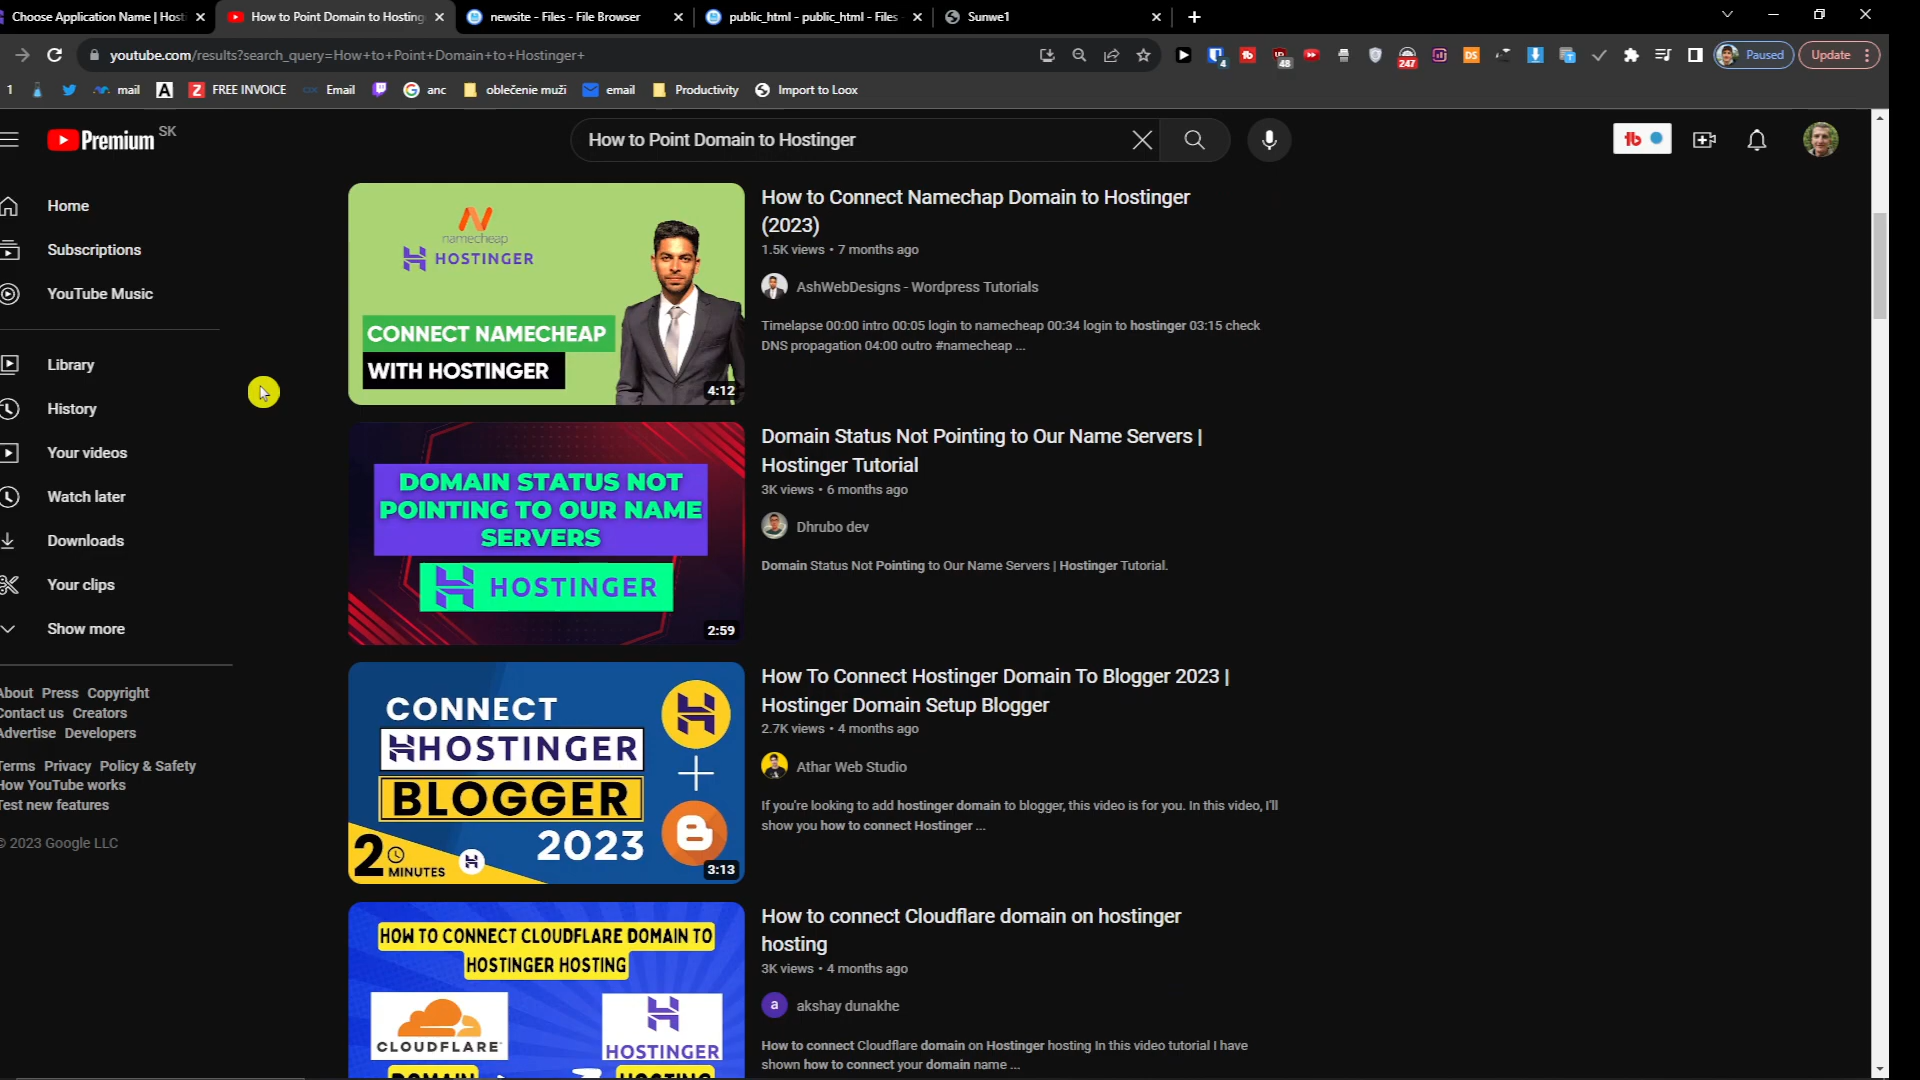 Choose Application Name | Hosti
How to Point Domain to Hosting
newsite - Files - File Browser
public_html - public_html - Files
Sunwe1
youtube.com/results?search_query=How+to+Point+Domain+to+Hostinger+
4
48
247
DS
Paused
Update
1
mail
A
Z FREE INVOICE
Email
anc
oblečenie muži
email
Productivity
Import to Loox
Premium SK
How to Point Domain to Hostinger
tb
Home
Subscriptions
YouTube Music
Library
History
Your videos
Watch later
Downloads
Your clips
Show more
About Press Copyright
Contact us Creators
Advertise Developers
Terms Privacy Policy & Safety
How YouTube works
Test new features
© 2023 Google LLC
namecheap
HOSTINGER
CONNECT NAMECHEAP
WITH HOSTINGER
4:12
How to Connect Namechap Domain to Hostinger
(2023)
1.5K views • 7 months ago
AshWebDesigns - Wordpress Tutorials
Timelapse 00:00 intro 00:05 login to namecheap 00:34 login to hostinger 03:15 check
DNS propagation 04:00 outro #namecheap ...
DOMAIN STATUS NOT
POINTING TO OUR NAME
SERVERS
HOSTINGER
2:59
Domain Status Not Pointing to Our Name Servers |
Hostinger Tutorial
3K views • 6 months ago
Dhrubo dev
Domain Status Not Pointing to Our Name Servers | Hostinger Tutorial.
CONNECT
HOSTINGER
BLOGGER
2023
2 MINUTES
3:13
How To Connect Hostinger Domain To Blogger 2023 |
Hostinger Domain Setup Blogger
2.7K views • 4 months ago
Athar Web Studio
If you're looking to add hostinger domain to blogger, this video is for you. In this video, I'll
show you how to connect Hostinger ...
HOW TO CONNECT CLOUDFLARE DOMAIN TO
HOSTINGER HOSTING
CLOUDFLARE
HOSTINGER
DOMAIN
HOSTING
How to connect Cloudflare domain on hostinger
hosting
3K views • 4 months ago
a
akshay dunakhe
How to connect Cloudflare domain on Hostinger hosting In this video tutorial I have
shown how to connect your domain name ...